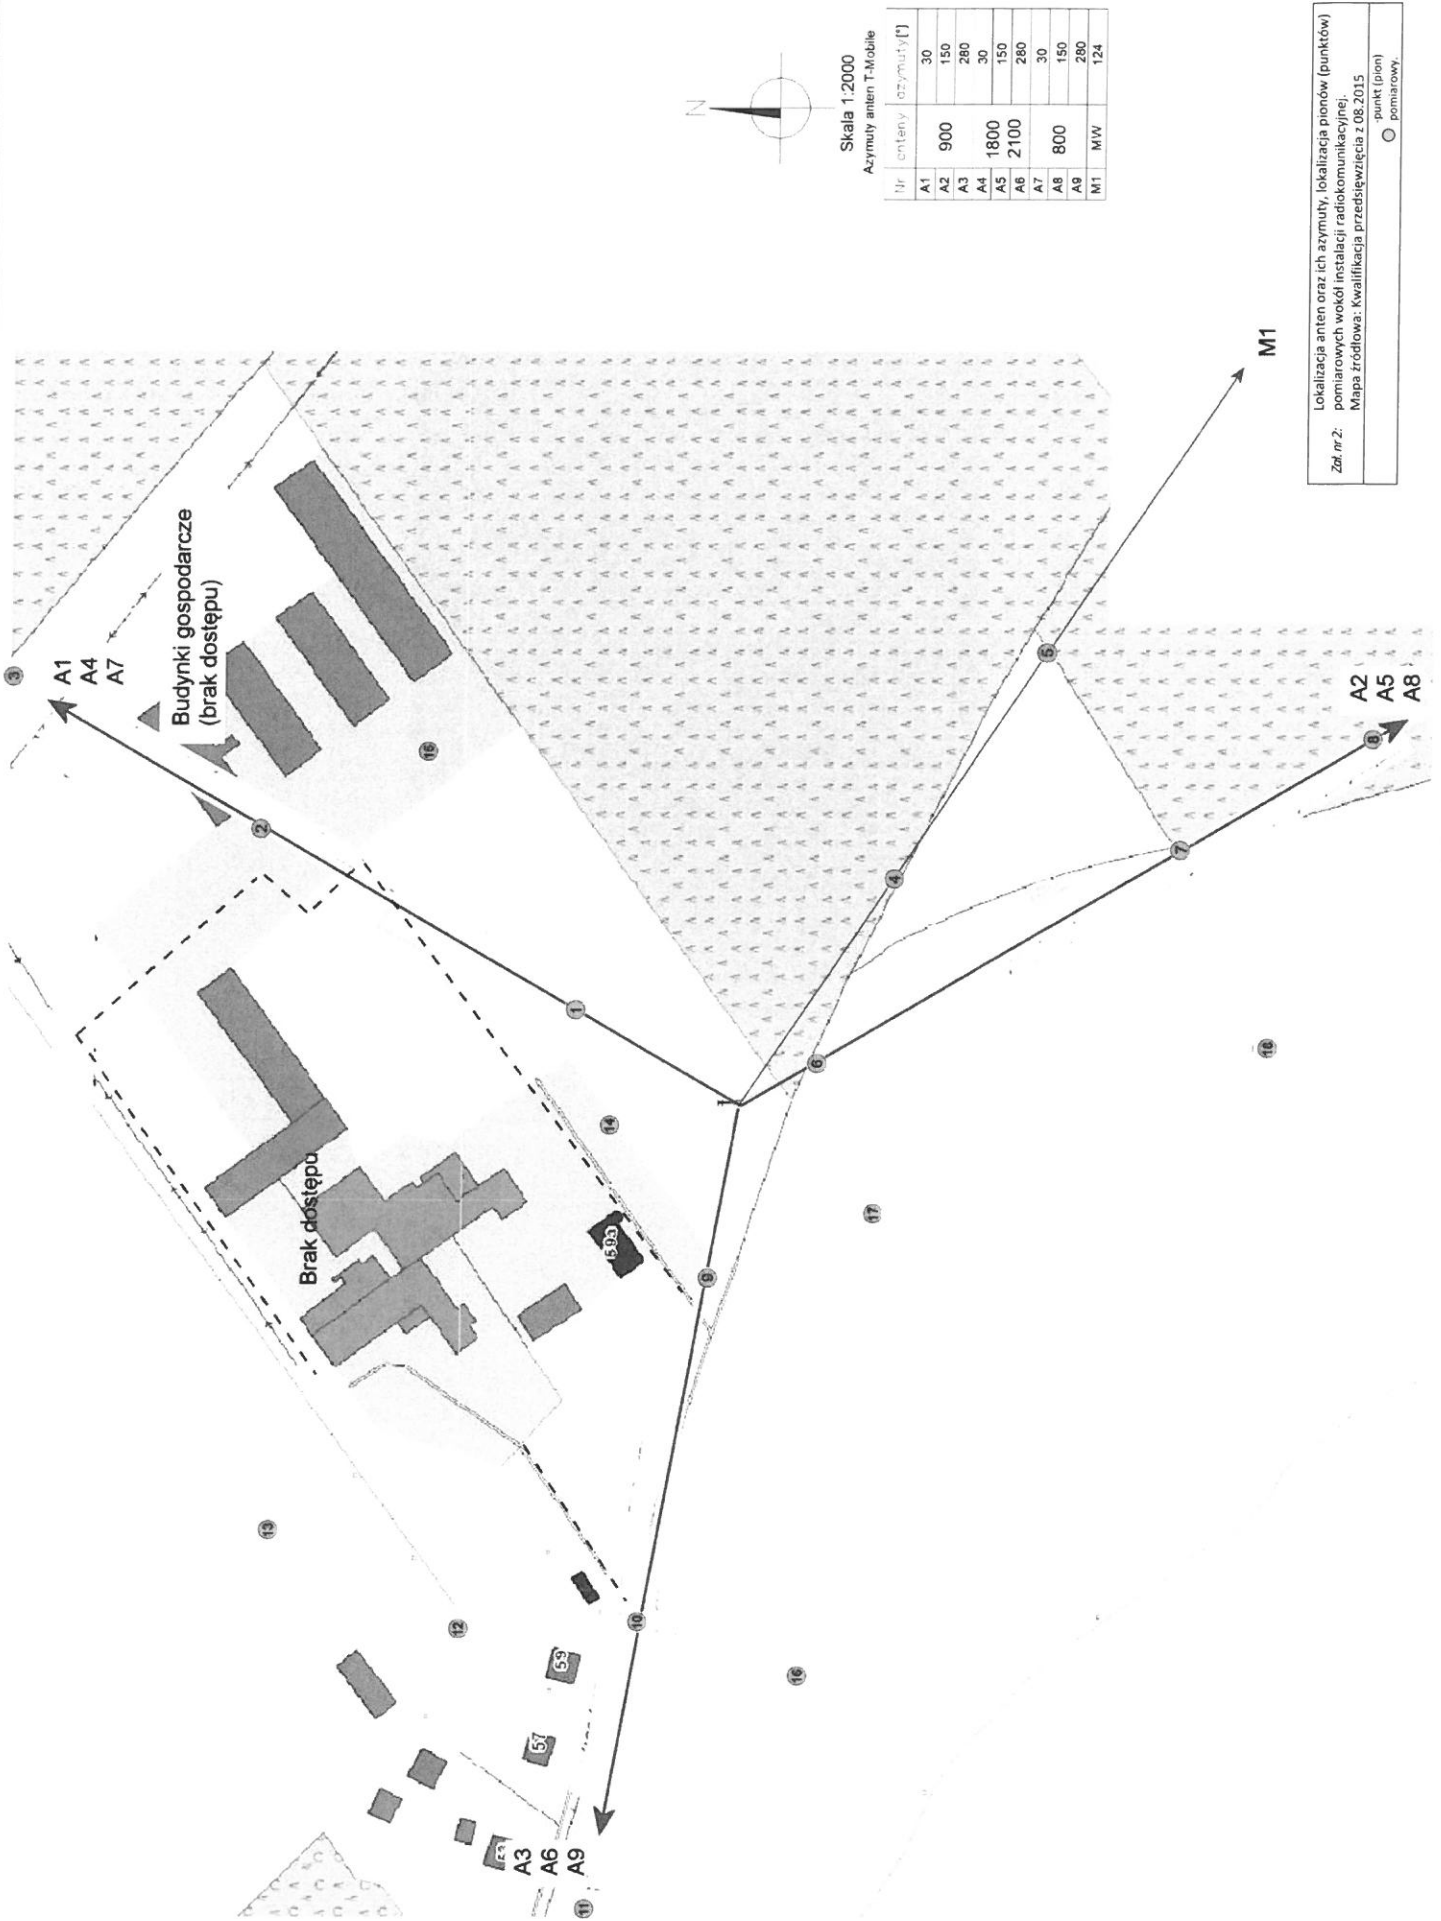 3
A1
A4
A7
Budynki gospodarcze
(brak dostępu)
2
16
1
14
Brak dostępu
59a
13
12
59
57
10
9
A3
A6
A9
11
16
17
6
4
5
7
8
18
A2
A5
A8
M1
N
Skala 1:2000
Azymuty anten T-Mobile
Nr anteny azymuty[°]
A1 30
A2 900 150
A3 280
A4 30
A5 1800 150
A6 2100 280
A7 30
A8 800 150
A9 280
M1 MW 124
Lokalizacja anten oraz ich azymuty, lokalizacja pionów (punktów)
Zał. nr 2: pomiarowych wokół instalacji radiokomunikacyjnej.
Mapa źródłowa: Kwalifikacja przedsięwzięcia z 08.2015
-punkt (pion)
pomiarowy.